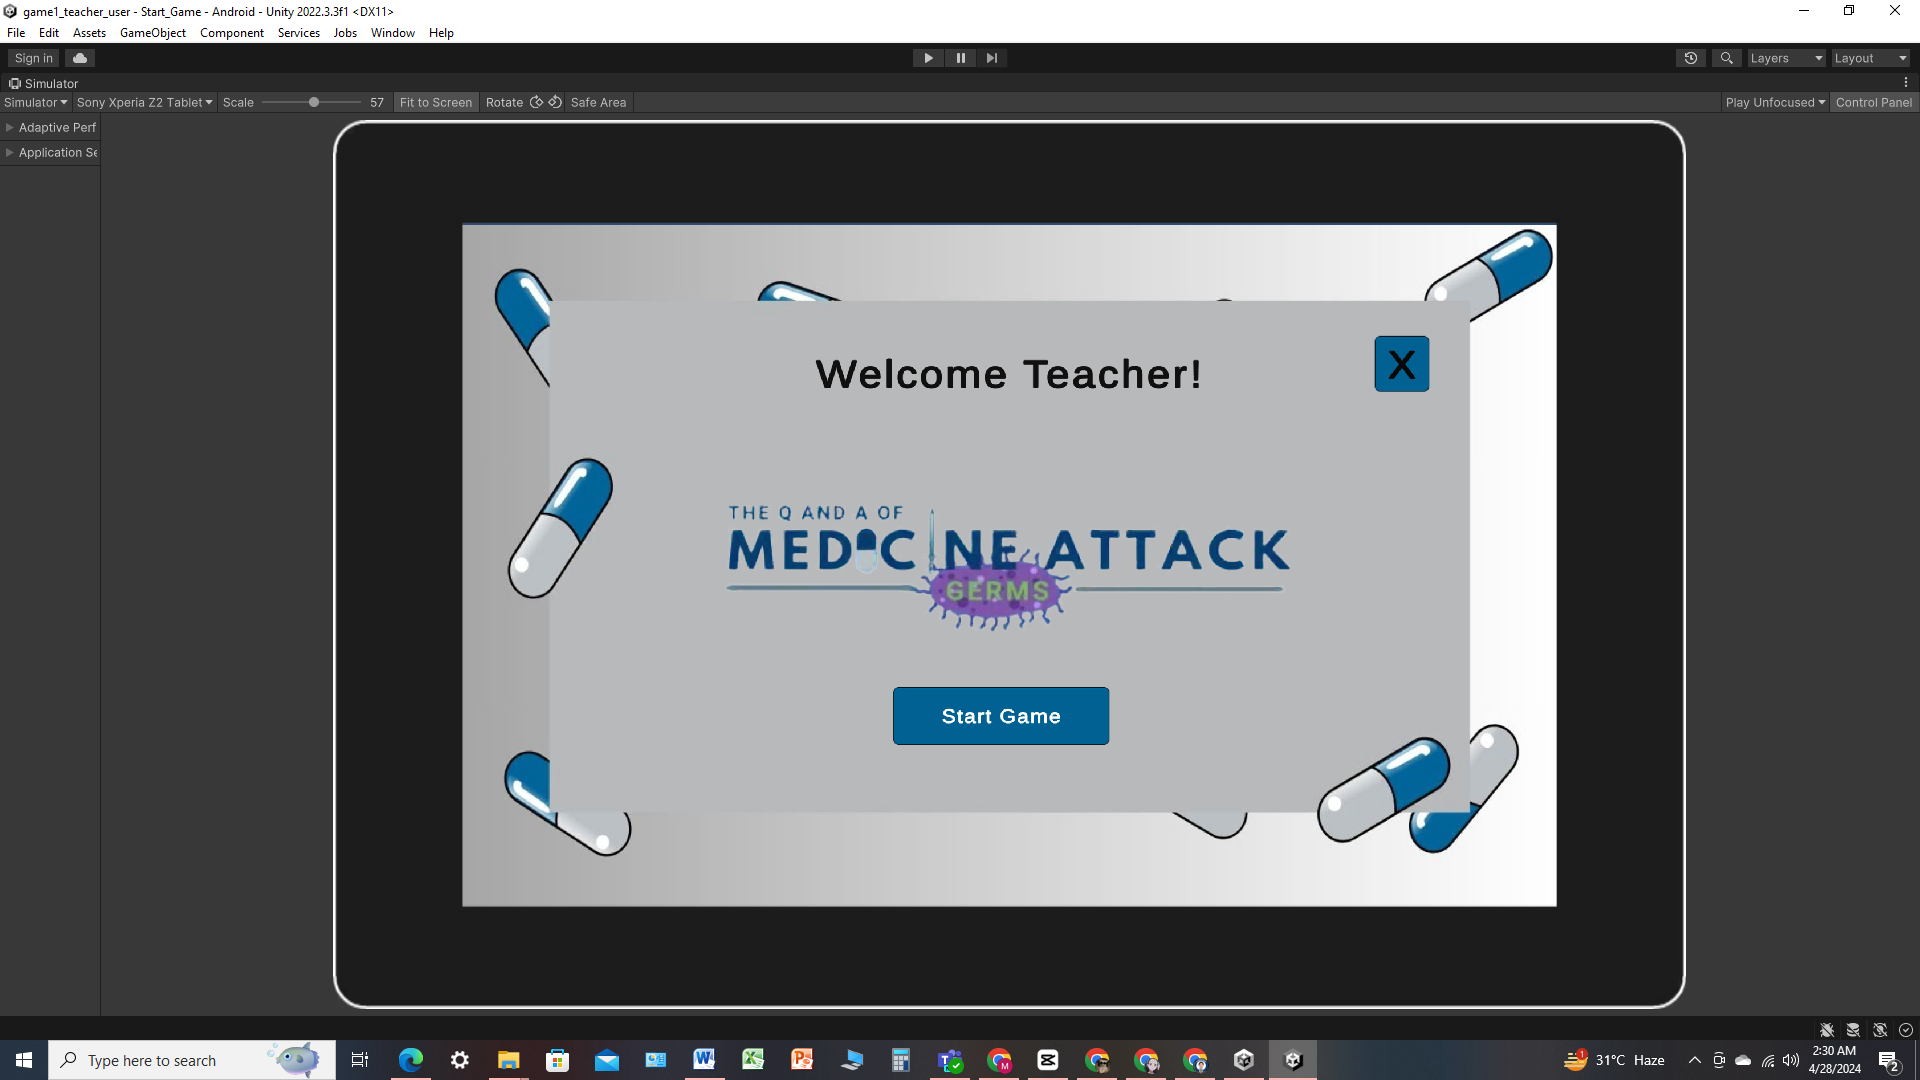 game1_teacher_user - Start_Game - Android - Unity 2022.3.3f1 <DX11>
File Edit Assets GameObject Component Services Jobs Window Help
Sign in
Layers Layout
Simulator
Simulator Sony Xperia Z2 Tablet Scale 57 Fit to Screen Rotate Safe Area Play Unfocused Control Panel
Adaptive Perf
Application Se
Welcome Teacher!
X
THE Q AND A OF
MEDICINE ATTACK
GERMS
Start Game
Type here to search
31°C Haze
2:30 AM
4/28/2024
2